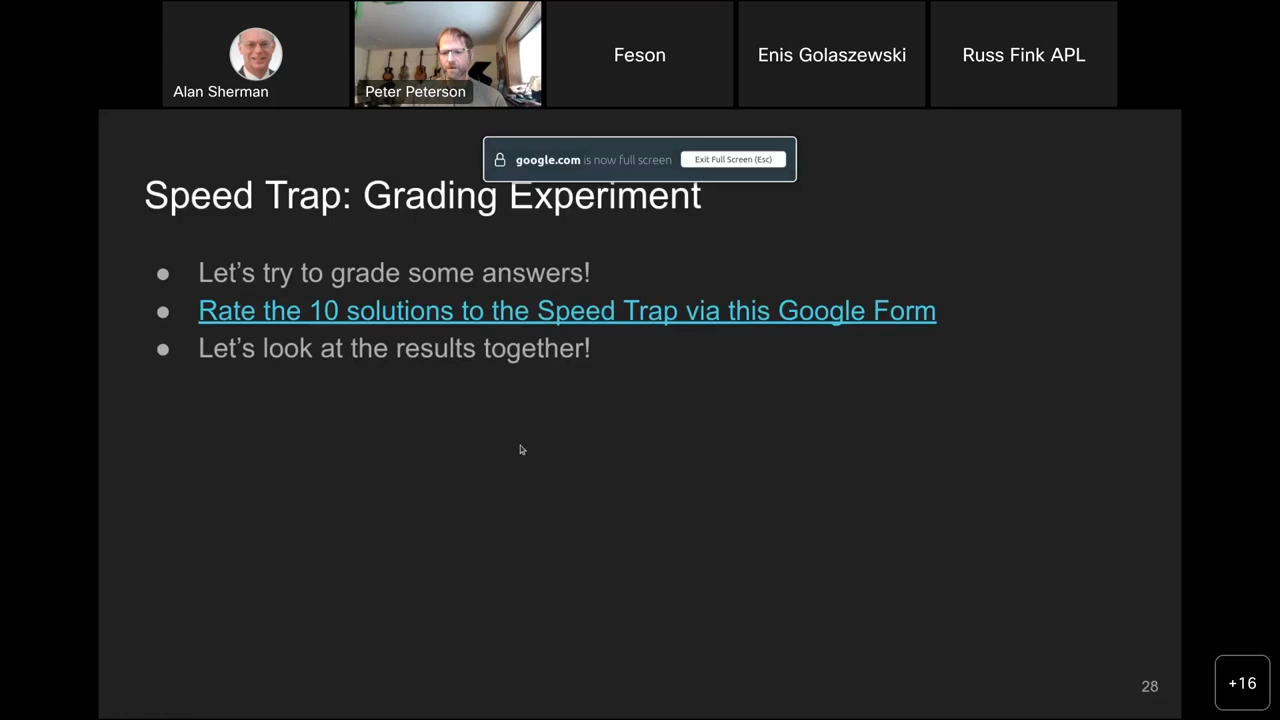 Alan Sherman
Peter Peterson
Feson
Enis Golaszewski
Russ Fink APL
google.com is now full screen
Exit Full Screen (Esc)
Speed Trap: Grading Experiment
● Let’s try to grade some answers!
● Rate the 10 solutions to the Speed Trap via this Google Form
● Let’s look at the results together!
28
+16